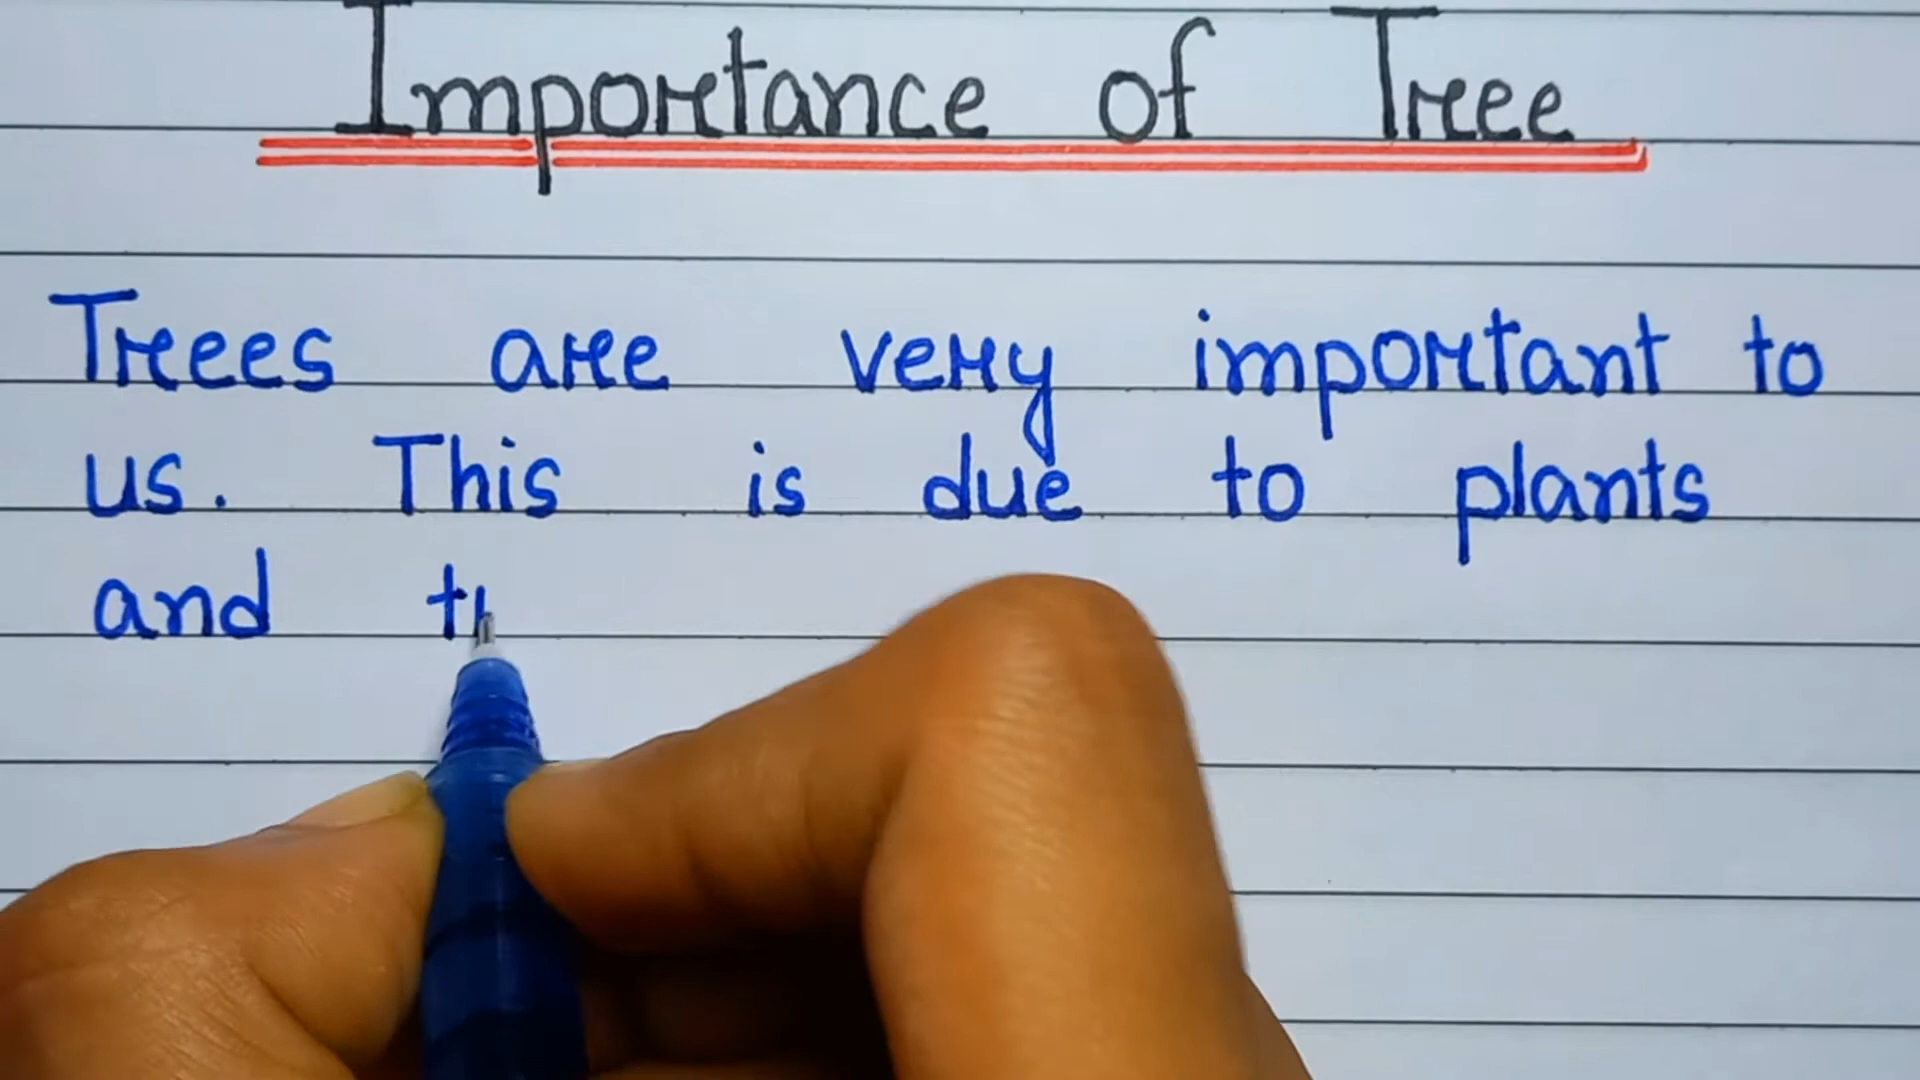 Importance of Tree
Trees are very important to
us. This is due to plants
and